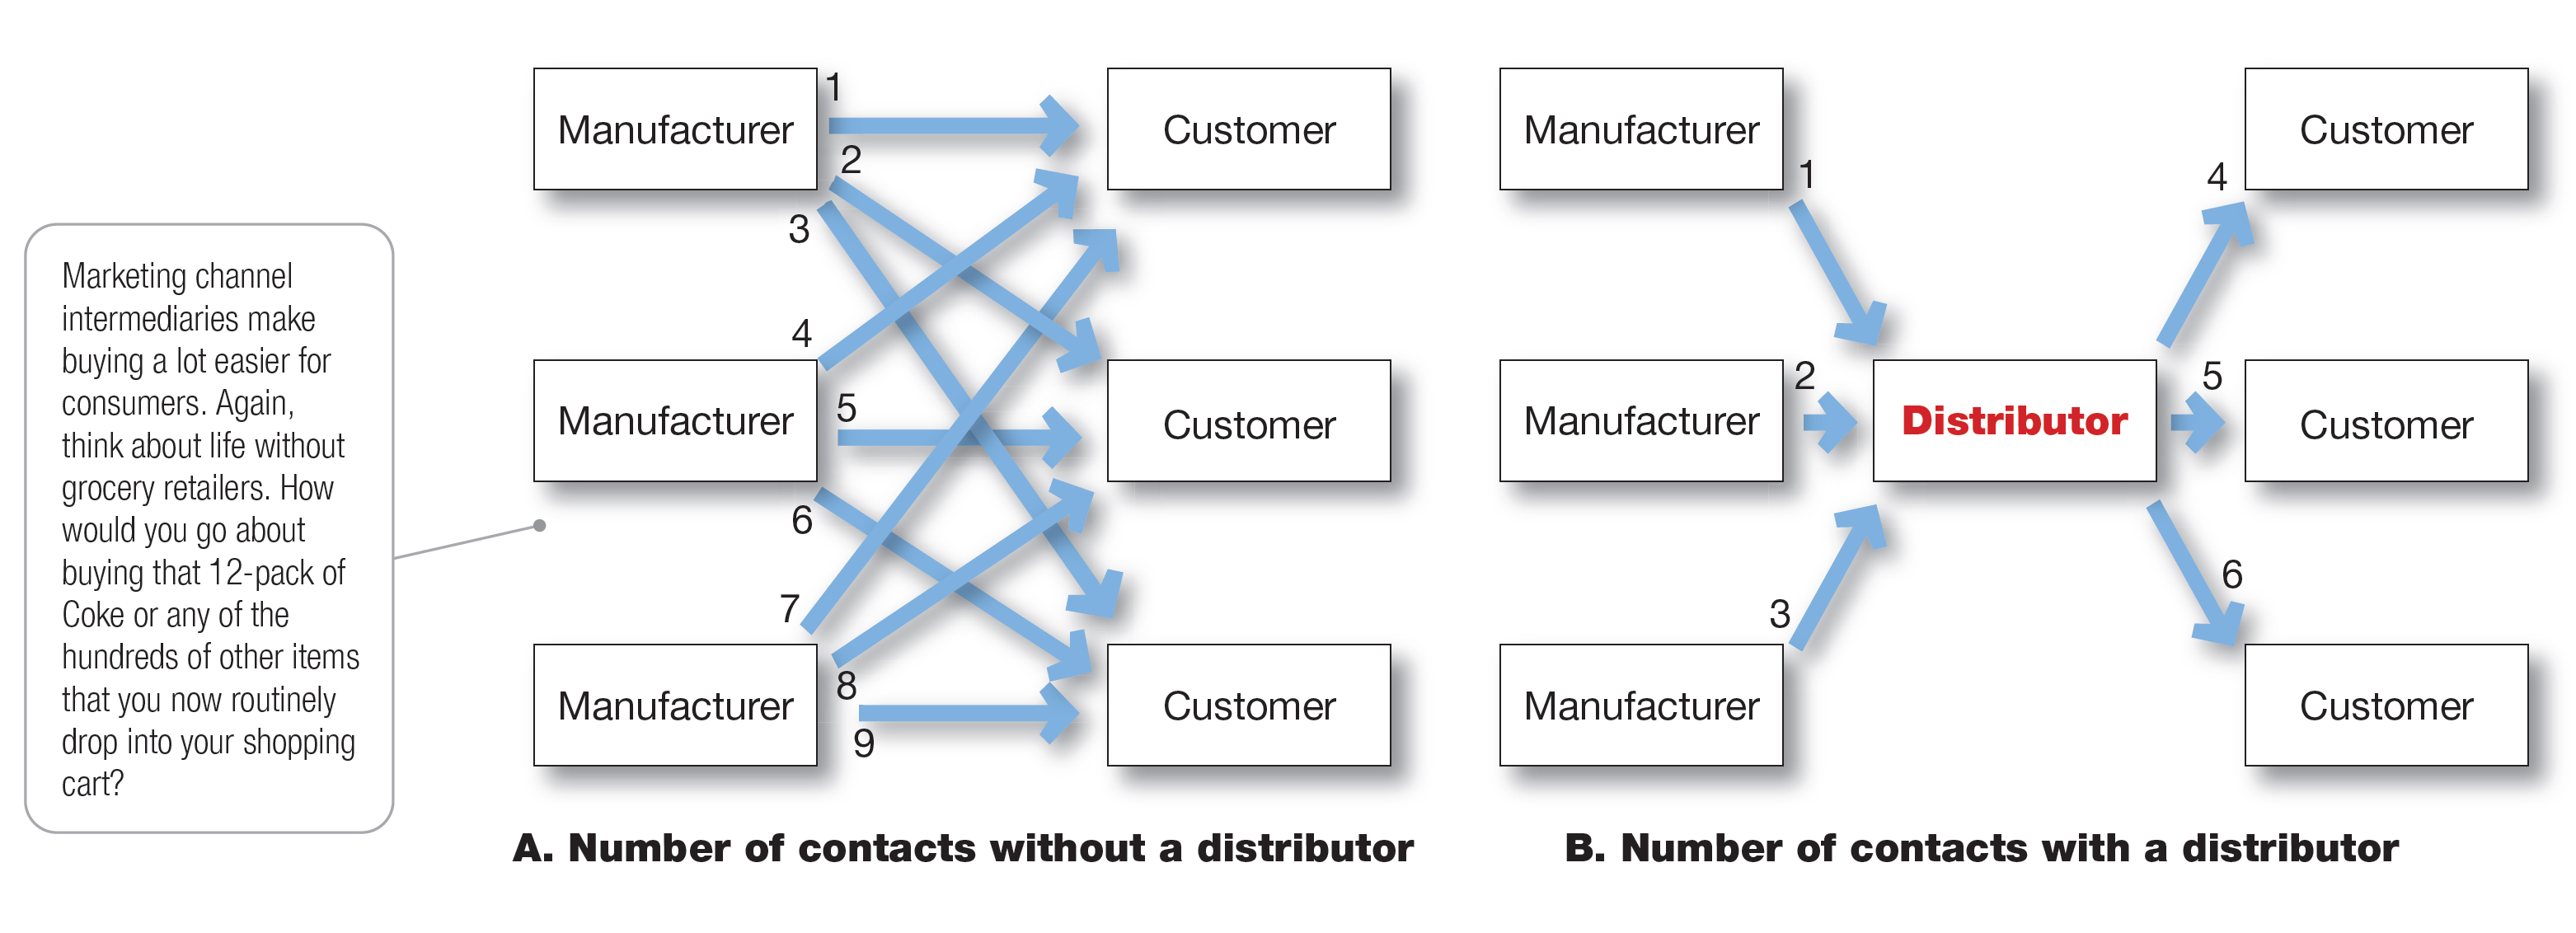 Marketing channel
intermediaries make
buying a lot easier for
consumers. Again,
think about life without
grocery retailers. How
would you go about
buying that 12-pack of
Coke or any of the
hundreds of other items
that you now routinely
drop into your shopping
cart?
Manufacturer
1
2
3
Customer
4
Manufacturer
5
6
Customer
7
Manufacturer
8
9
Customer
A. Number of contacts without a distributor
Manufacturer
1
Manufacturer
2
3
Manufacturer
Distributor
4
Customer
5
Customer
6
Customer
B. Number of contacts with a distributor